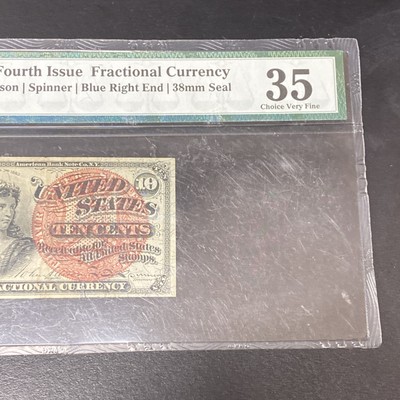 Fourth Issue Fractional Currency
son | Spinner | Blue Right End | 38mm Seal
35
Choice Very Fine
American Bank Note Co. N.Y.
10
UNITED
STATES
TEN CENTS
Receivable for
All United States
Stamps.
ACTIONAL CURRENCY